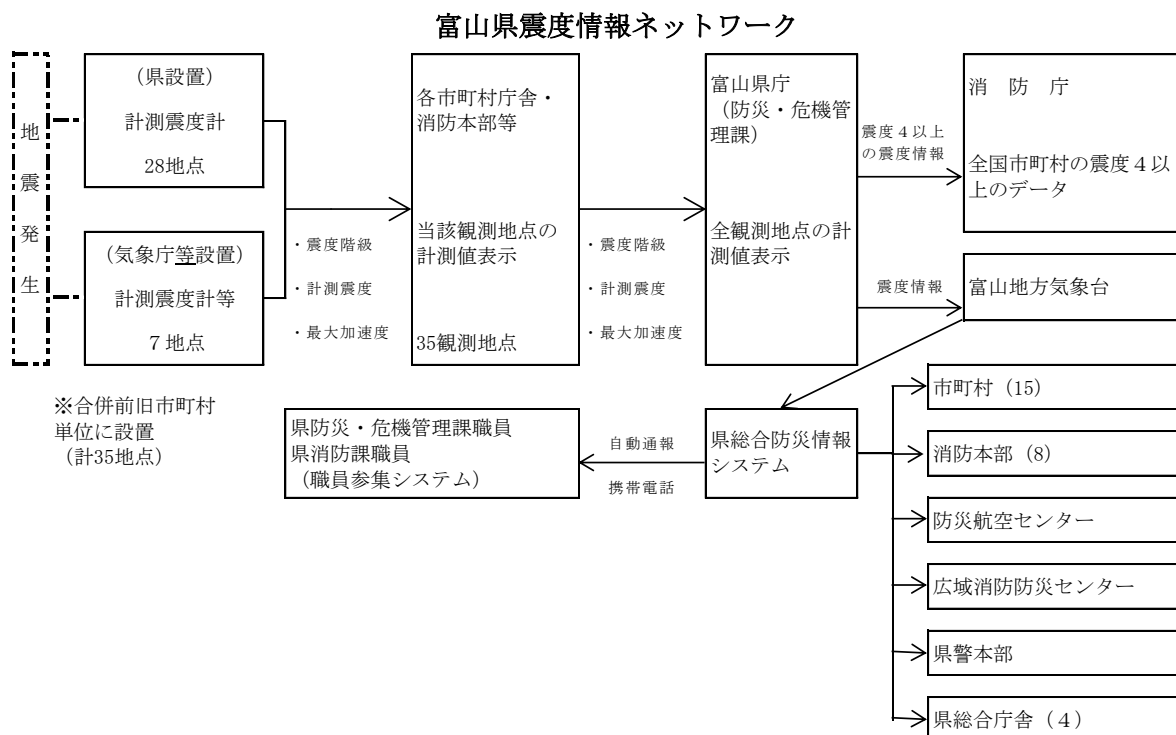 富山県震度情報ネットワーク
地
震
発
生
(県設置)
計測震度計
28地点
(気象庁等設置)
計測震度計等
7地点
※合併前旧市町村
単位に設置
(計35地点)
・震度階級
・計測震度
・最大加速度
各市町村庁舎・
消防本部等
当該観測地点の
計測値表示
35観測地点
・震度階級
・計測震度
・最大加速度
富山県庁
(防災・危機管
理課)
全観測地点の計
測値表示
震度4以上
の震度情報
消 防 庁
全国市町村の震度4以
上のデータ
震度情報
富山地方気象台
県総合防災情報
システム
自動通報
携帯電話
県防災・危機管理課職員
県消防課職員
(職員参集システム)
市町村(15)
消防本部(8)
防災航空センター
広域消防防災センター
県警本部
県総合庁舎(4)